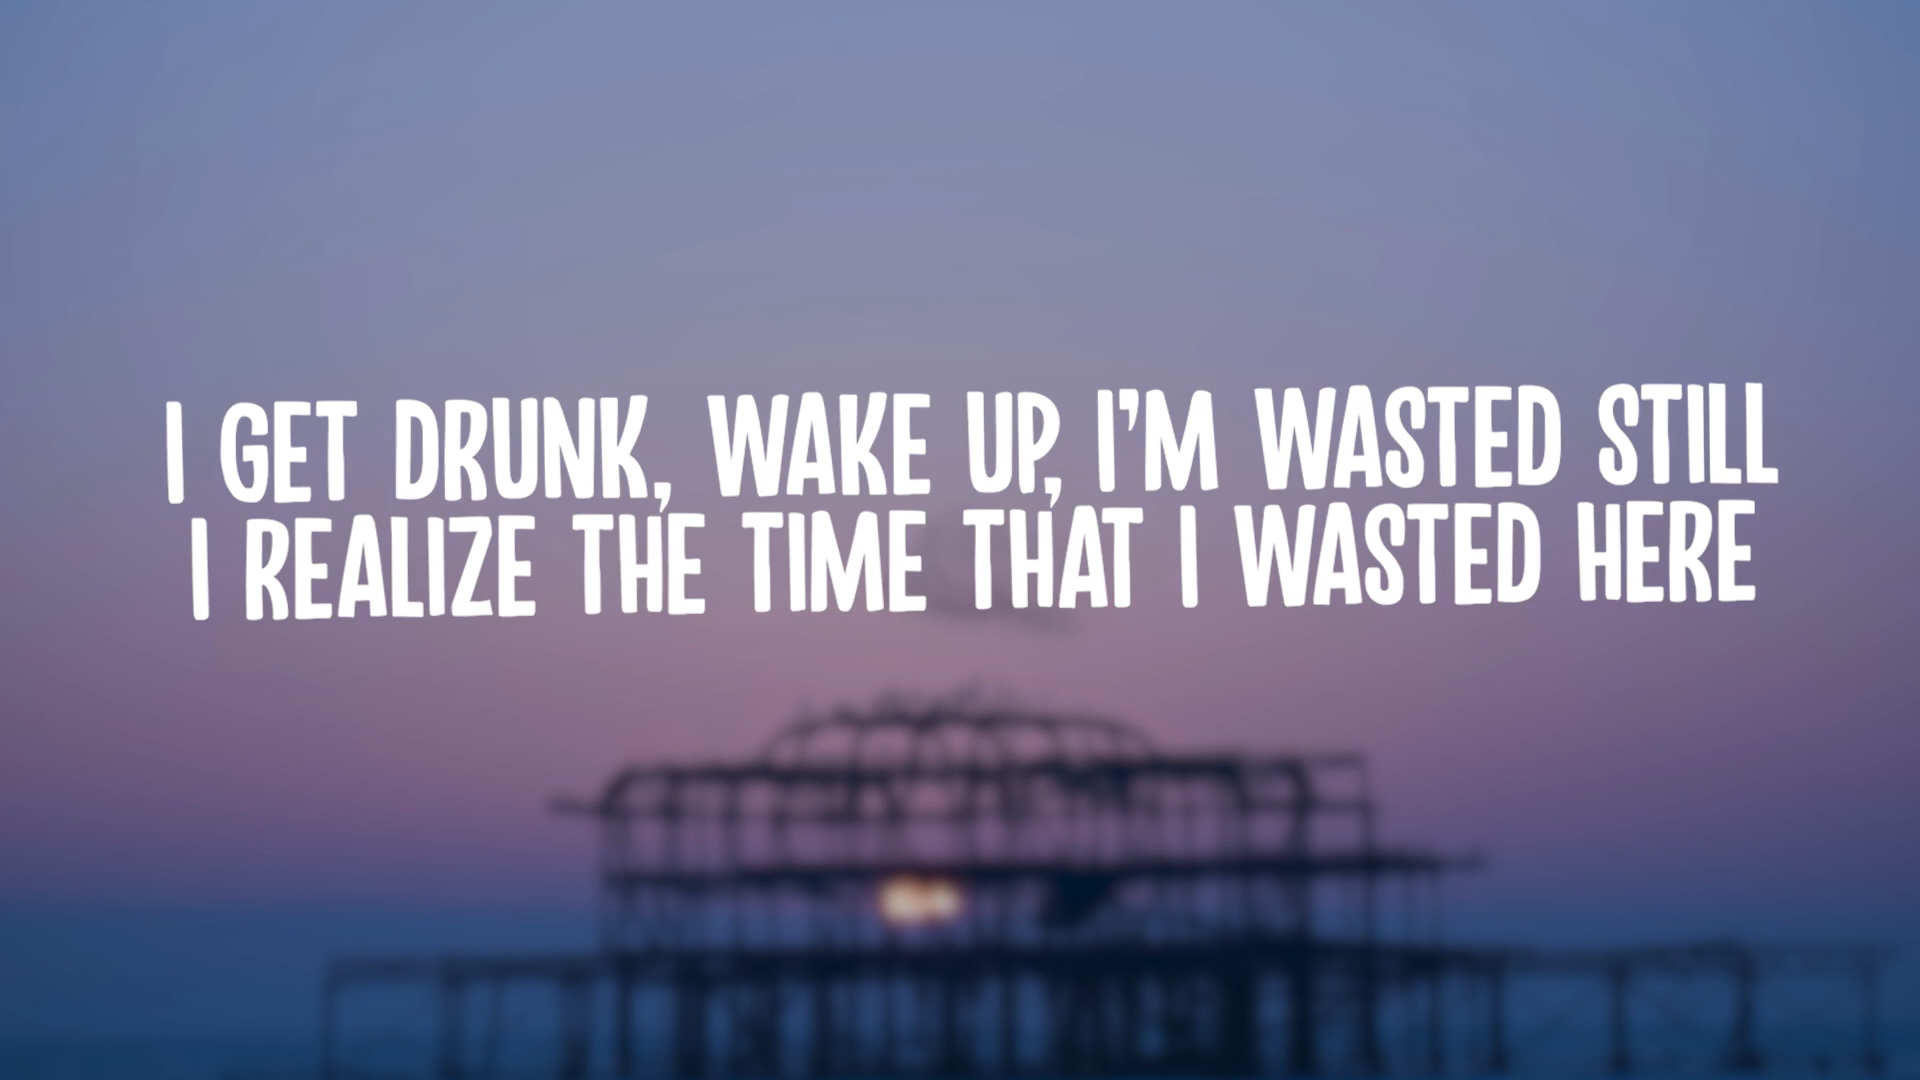 I GET DRUNK, WAKE UP, I'M WASTED STILL
I REALIZE THE TIME THAT I WASTED HERE